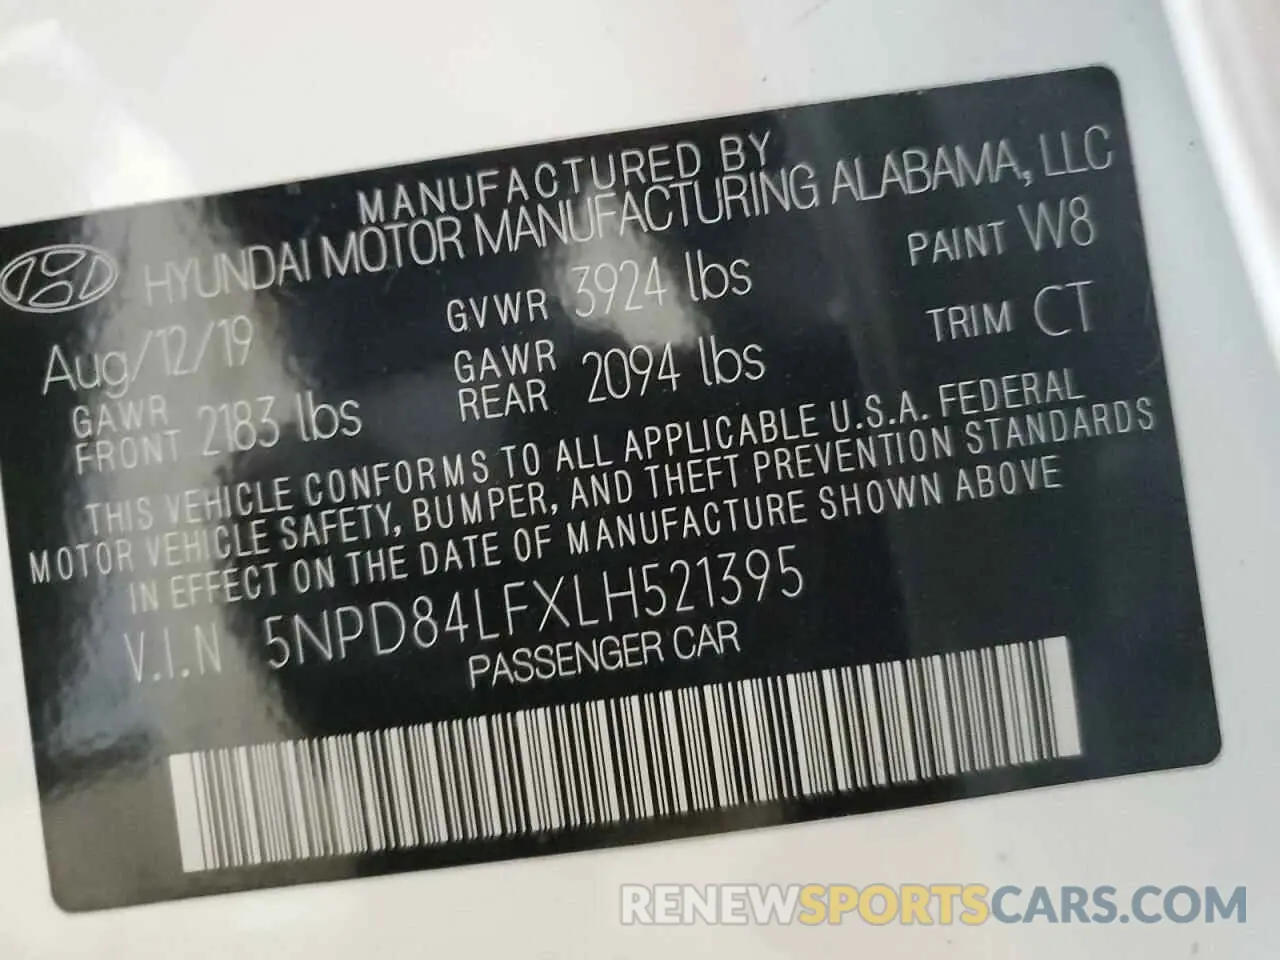 MANUFACTURED BY
HYUNDAI MOTOR MANUFACTURING ALABAMA, LLC
Aug/12/19 GVWR 3924 lbs PAINT W8
GAWR FRONT 2183 lbs GAWR REAR 2094 lbs TRIM CT
THIS VEHICLE CONFORMS TO ALL APPLICABLE U.S.A. FEDERAL
MOTOR VEHICLE SAFETY, BUMPER, AND THEFT PREVENTION STANDARDS
IN EFFECT ON THE DATE OF MANUFACTURE SHOWN ABOVE
V.I.N 5NPD84LFXLH521395
PASSENGER CAR
RENEWSPORTSCARS.COM